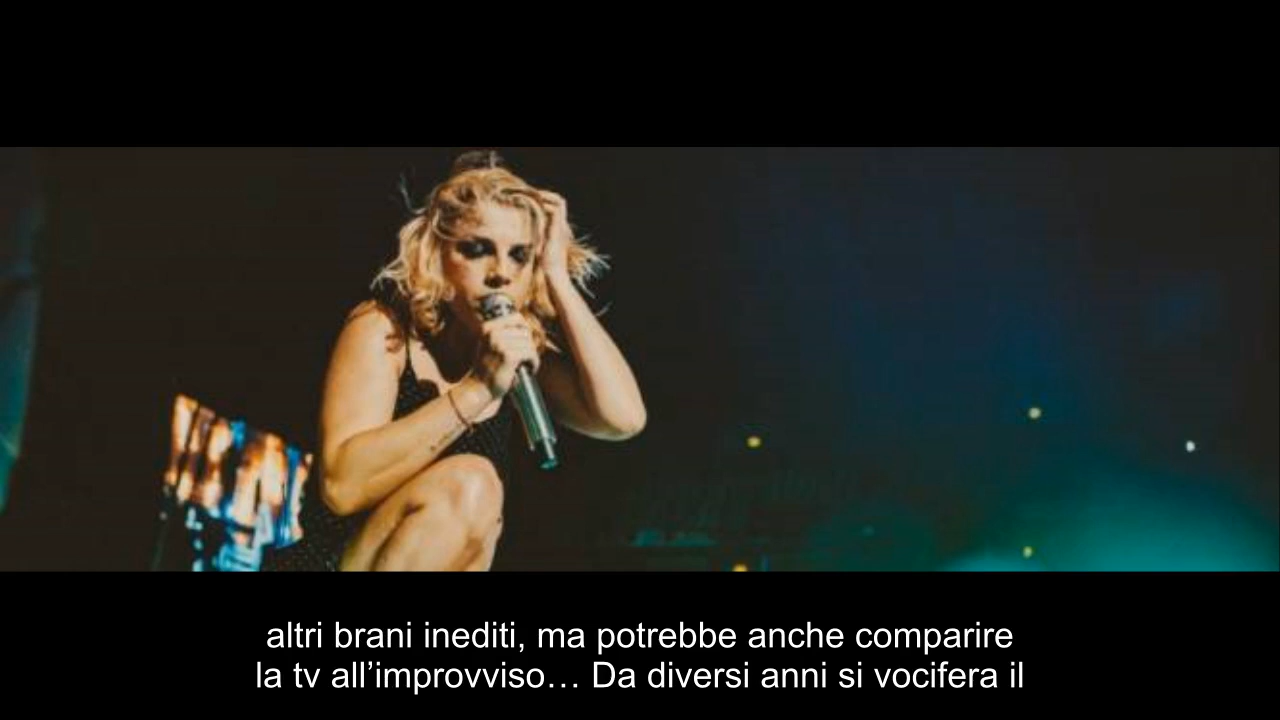 altri brani inediti, ma potrebbe anche comparire
la tv all’improvviso… Da diversi anni si vocifera il